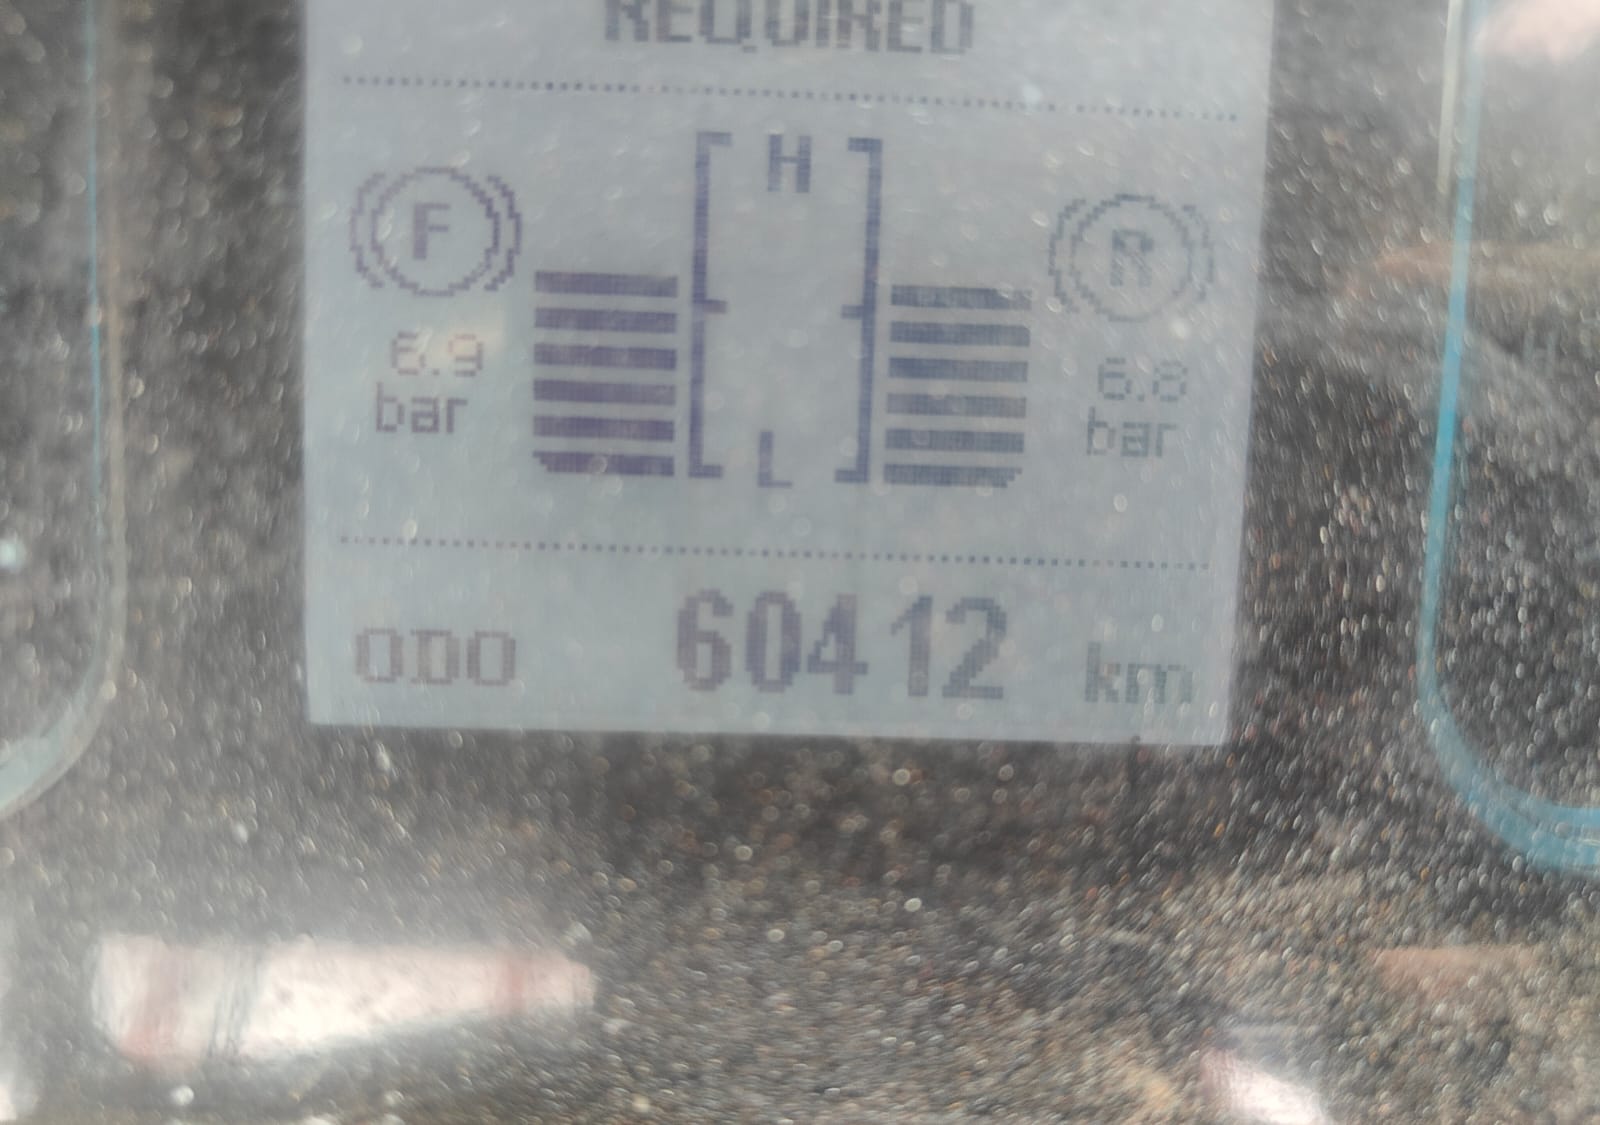 REQUIRED
H
F R
6.9 6.8
bar bar
L
ODO 60412 km